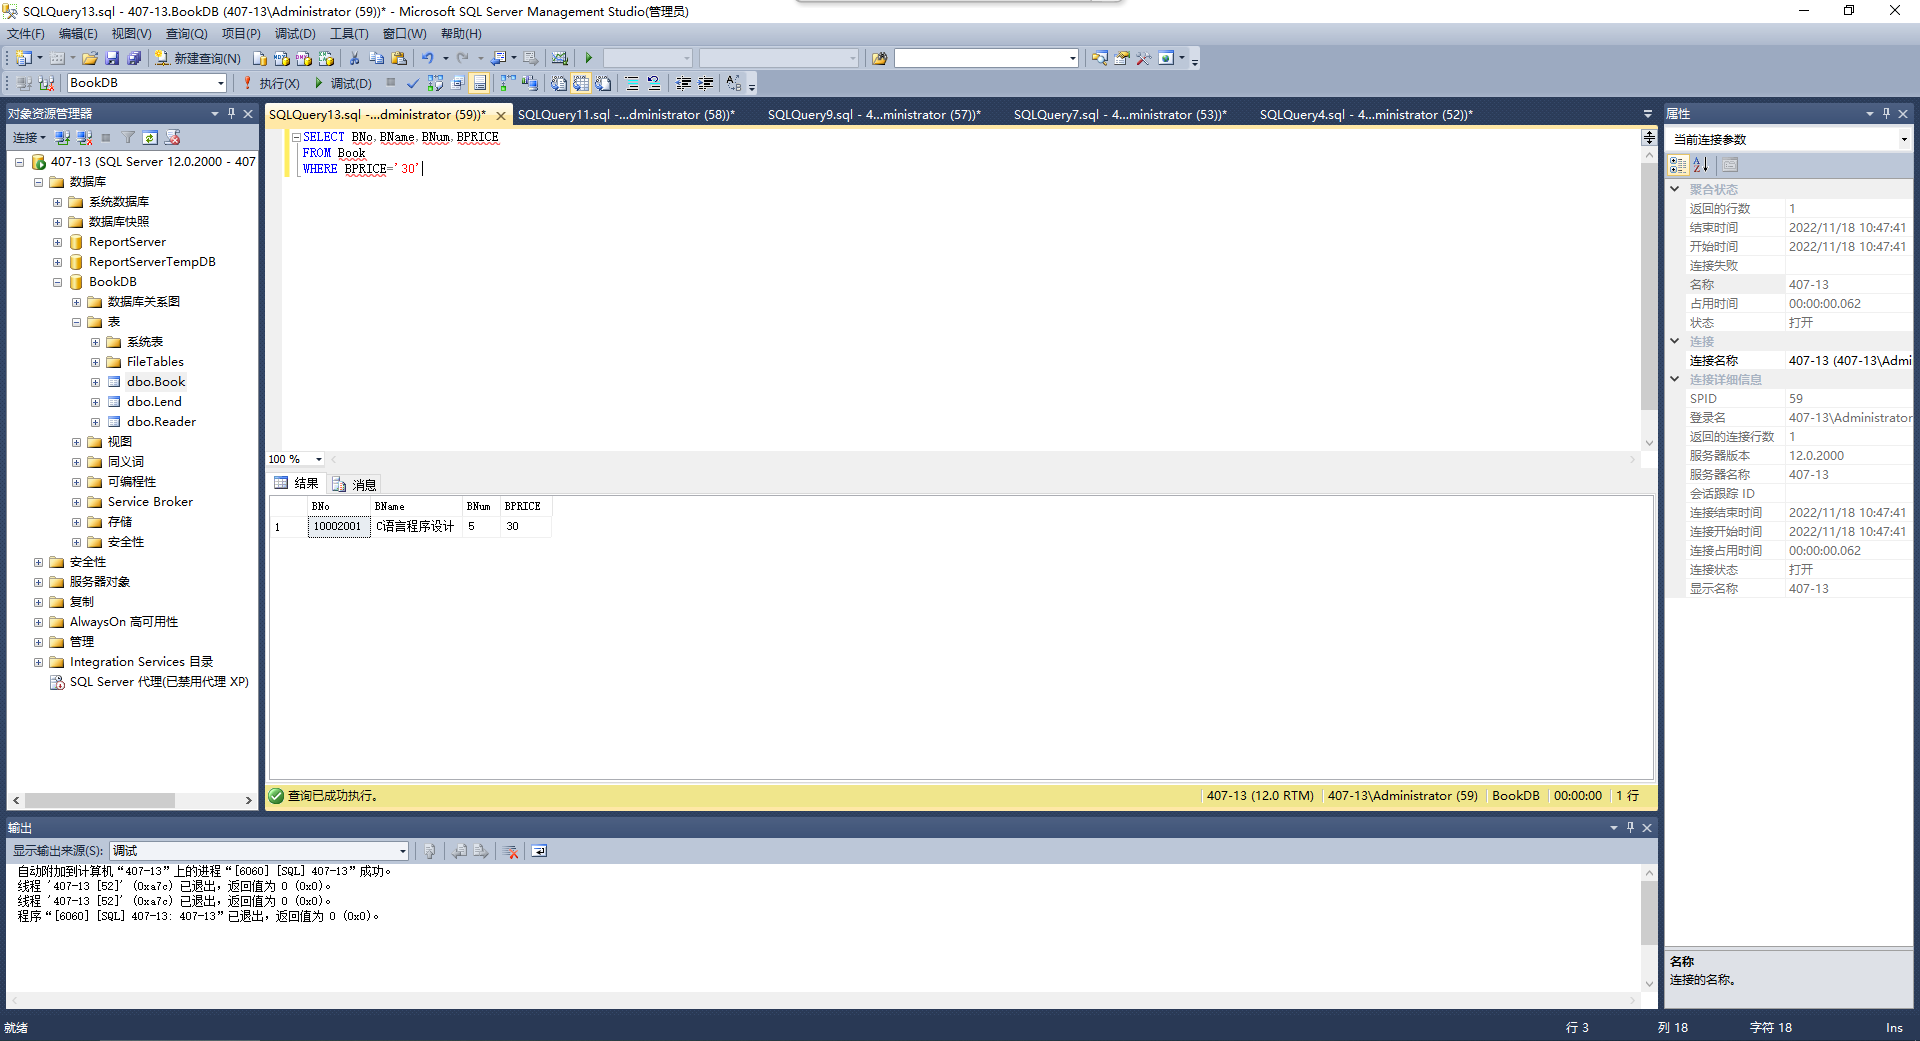 SQLQuery13.sql - 407-13.BookDB (407-13\Administrator (59))* - Microsoft SQL Server Management Studio(管理员)
文件(F) 编辑(E) 视图(V) 查询(Q) 项目(P) 调试(D) 工具(T) 窗口(W) 帮助(H)
新建查询(N)
BookDB 执行(X) 调试(D)
对象资源管理器
连接
407-13 (SQL Server 12.0.2000 - 407
数据库
系统数据库
数据库快照
ReportServer
ReportServerTempDB
BookDB
数据库关系图
表
系统表
FileTables
dbo.Book
dbo.Lend
dbo.Reader
视图
同义词
可编程性
Service Broker
存储
安全性
安全性
服务器对象
复制
AlwaysOn 高可用性
管理
Integration Services 目录
SQL Server 代理(已禁用代理 XP)
SQLQuery13.sql -...dministrator (59))* SQLQuery11.sql -...dministrator (58))* SQLQuery9.sql - 4...ministrator (57))* SQLQuery7.sql - 4...ministrator (53))* SQLQuery4.sql - 4...ministrator (52))*
SELECT BNo,BName,BNum,BPRICE
FROM Book
WHERE BPRICE='30'
100 %
结果 消息
BNo BName BNum BPRICE
1 10002001 C语言程序设计 5 30
查询已成功执行。 407-13 (12.0 RTM) 407-13\Administrator (59) BookDB 00:00:00 1 行
属性
当前连接参数
聚合状态
返回的行数 1
结束时间 2022/11/18 10:47:41
开始时间 2022/11/18 10:47:41
连接失败
名称 407-13
占用时间 00:00:00.062
状态 打开
连接
连接名称 407-13 (407-13\Admi
连接详细信息
SPID 59
登录名 407-13\Administrator
返回的连接行数 1
服务器版本 12.0.2000
服务器名称 407-13
会话跟踪 ID
连接结束时间 2022/11/18 10:47:41
连接开始时间 2022/11/18 10:47:41
连接占用时间 00:00:00.062
连接状态 打开
显示名称 407-13
名称
连接的名称。
输出
显示输出来源(S): 调试
自动附加到计算机“407-13”上的进程“[6060] [SQL] 407-13”成功。
线程 '407-13 [52]' (0xa7c) 已退出，返回值为 0 (0x0)。
线程 '407-13 [52]' (0xa7c) 已退出，返回值为 0 (0x0)。
程序“[6060] [SQL] 407-13: 407-13”已退出，返回值为 0 (0x0)。
就绪 行 3 列 18 字符 18 Ins